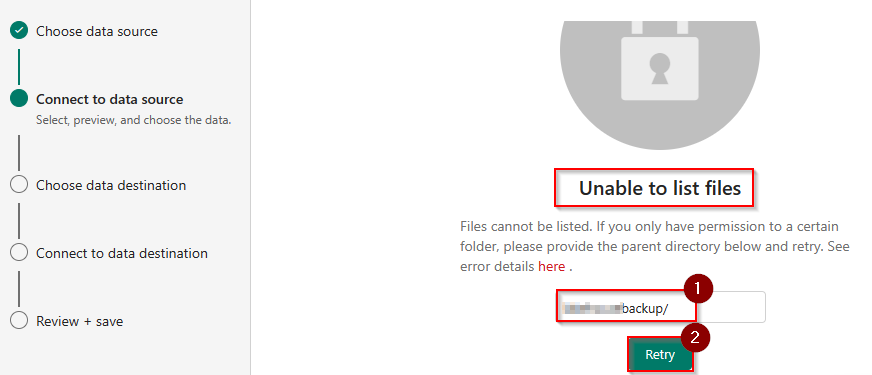 Choose data source
Connect to data source
Select, preview, and choose the data.
Choose data destination
Connect to data destination
Review + save
Unable to list files
Files cannot be listed. If you only have permission to a certain
folder, please provide the parent directory below and retry. See
error details here .
1
backup/
2
Retry